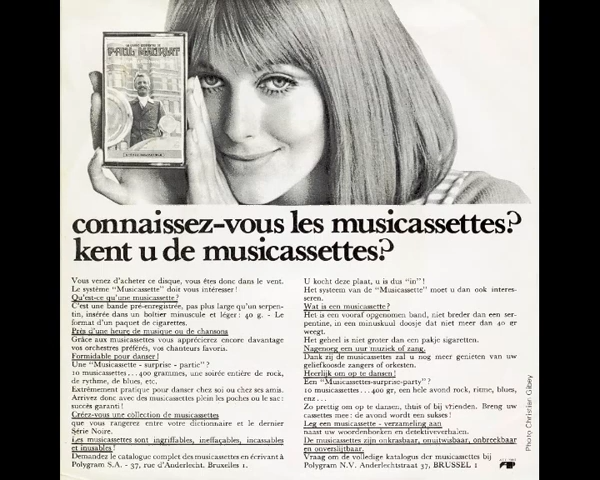 PAUL MAURIAT
connaissez-vous les musicassettes?
kent u de musicassettes?
Vous venez d'acheter ce disque, vous êtes donc dans le vent.
Le système "Musicassette" doit vous intéresser!
Qu'est-ce qu'une musicassette?
C'est une bande pré-enregistrée, pas plus large qu'un serpen-
tin, insérée dans un boîtier minuscule et léger: 40 g. - Le
format d'un paquet de cigarettes.
Près d'une heure de musique ou de chansons
Grâce aux musicassettes vous apprécierez encore davantage
vos orchestres préférés, vos chanteurs favoris.
Formidable pour danser!
Une "Musicassette - surprise - partie"?
10 musicassettes...400 grammes, une soirée entière de rock,
de rythme, de blues, etc.
Extrêmement pratique pour danser chez soi ou chez ses amis.
Arrivez donc avec des musicassettes plein les poches ou le sac:
succès garanti!
Créez-vous une collection de musicassettes
que vous rangerez entre votre dictionnaire et le dernier
Série Noire.
Les musicassettes sont ingriffables, ineffaçables, incassables
et inusables!
Demandez le catalogue complet des musicassettes en écrivant à
Polygram S.A. - 37, rue d'Anderlecht. Bruxelles 1.
U kocht deze plaat, u is dus "in"!
Het systeem van de "Musicassette" moet u dan ook interes-
seren.
Wat is een musicassette?
Het is een vooraf opgenomen band, niet breder dan een ser-
pentine, in een minuskuul doosje dat niet meer dan 40 gr
weegt.
Het geheel is niet groter dan een pakje sigaretten.
Nagenoeg een uur muziek of zang.
Dank zij de musicassettes zal u nog meer genieten van uw
geliefkoosde zangers of orkesten.
Heerlijk om op te dansen!
Een "Musicassettes-surprise-party"?
10 musicassettes...400 gr, een hele avond rock, ritme, blues,
enz...
Zo prettig om op te dansen, thuis of bij vrienden. Breng uw
cassettes mee: de avond wordt een sukses!
Leg een musicassette - verzameling aan
naast uw woordenboeken en detectiveverhalen.
De musicassettes zijn onkrasbaar, onuitwisbaar, onbreekbaar
en onverslijtbaar.
Vraag om de volledige katalogus der musicassettes bij
Polygram N.V. Anderlechtstraat 37, BRUSSEL 1
Photo Christian Gibey